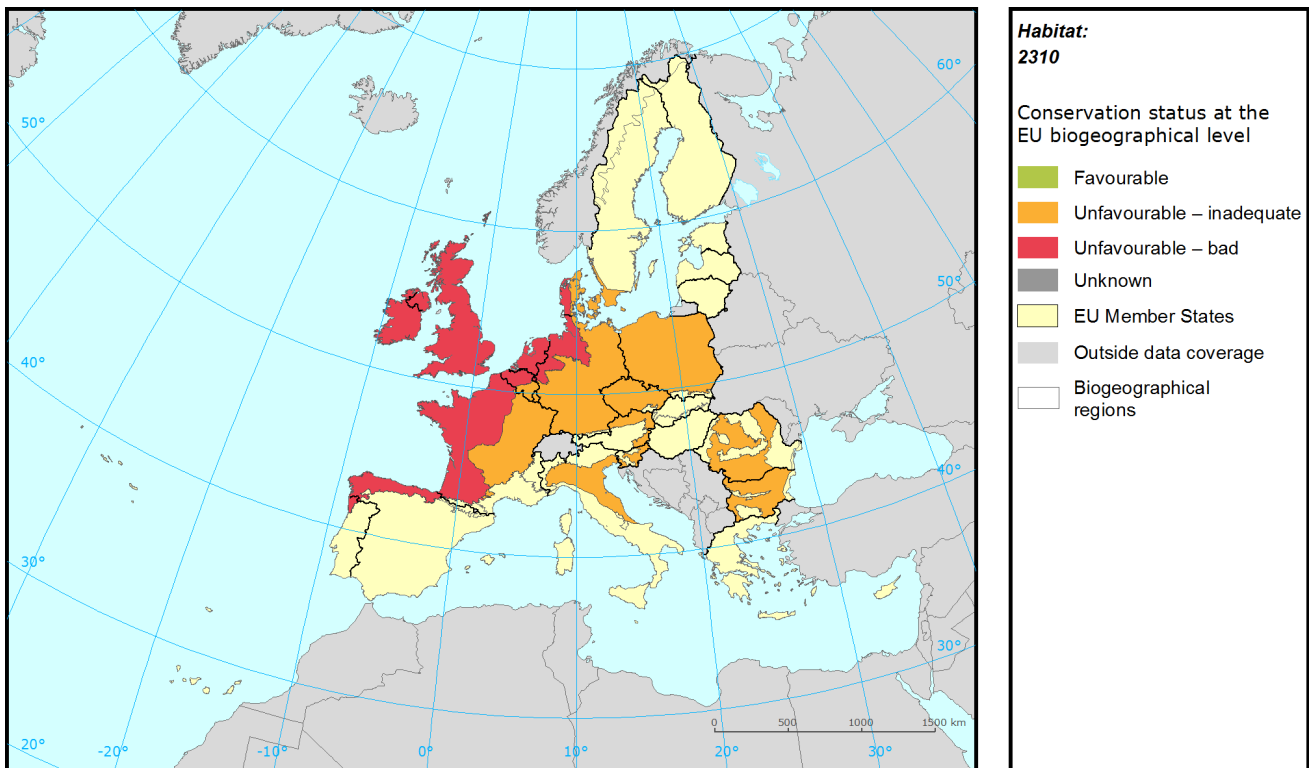 Habitat:
2310
Conservation status at the
EU biogeographical level
Favourable
Unfavourable – inadequate
Unfavourable – bad
Unknown
EU Member States
Outside data coverage
Biogeographical
regions
60°
50°
50°
40°
40°
30°
30°
0 500 1000 1500 km
20° -20° -10° 0° 10° 20° 30°